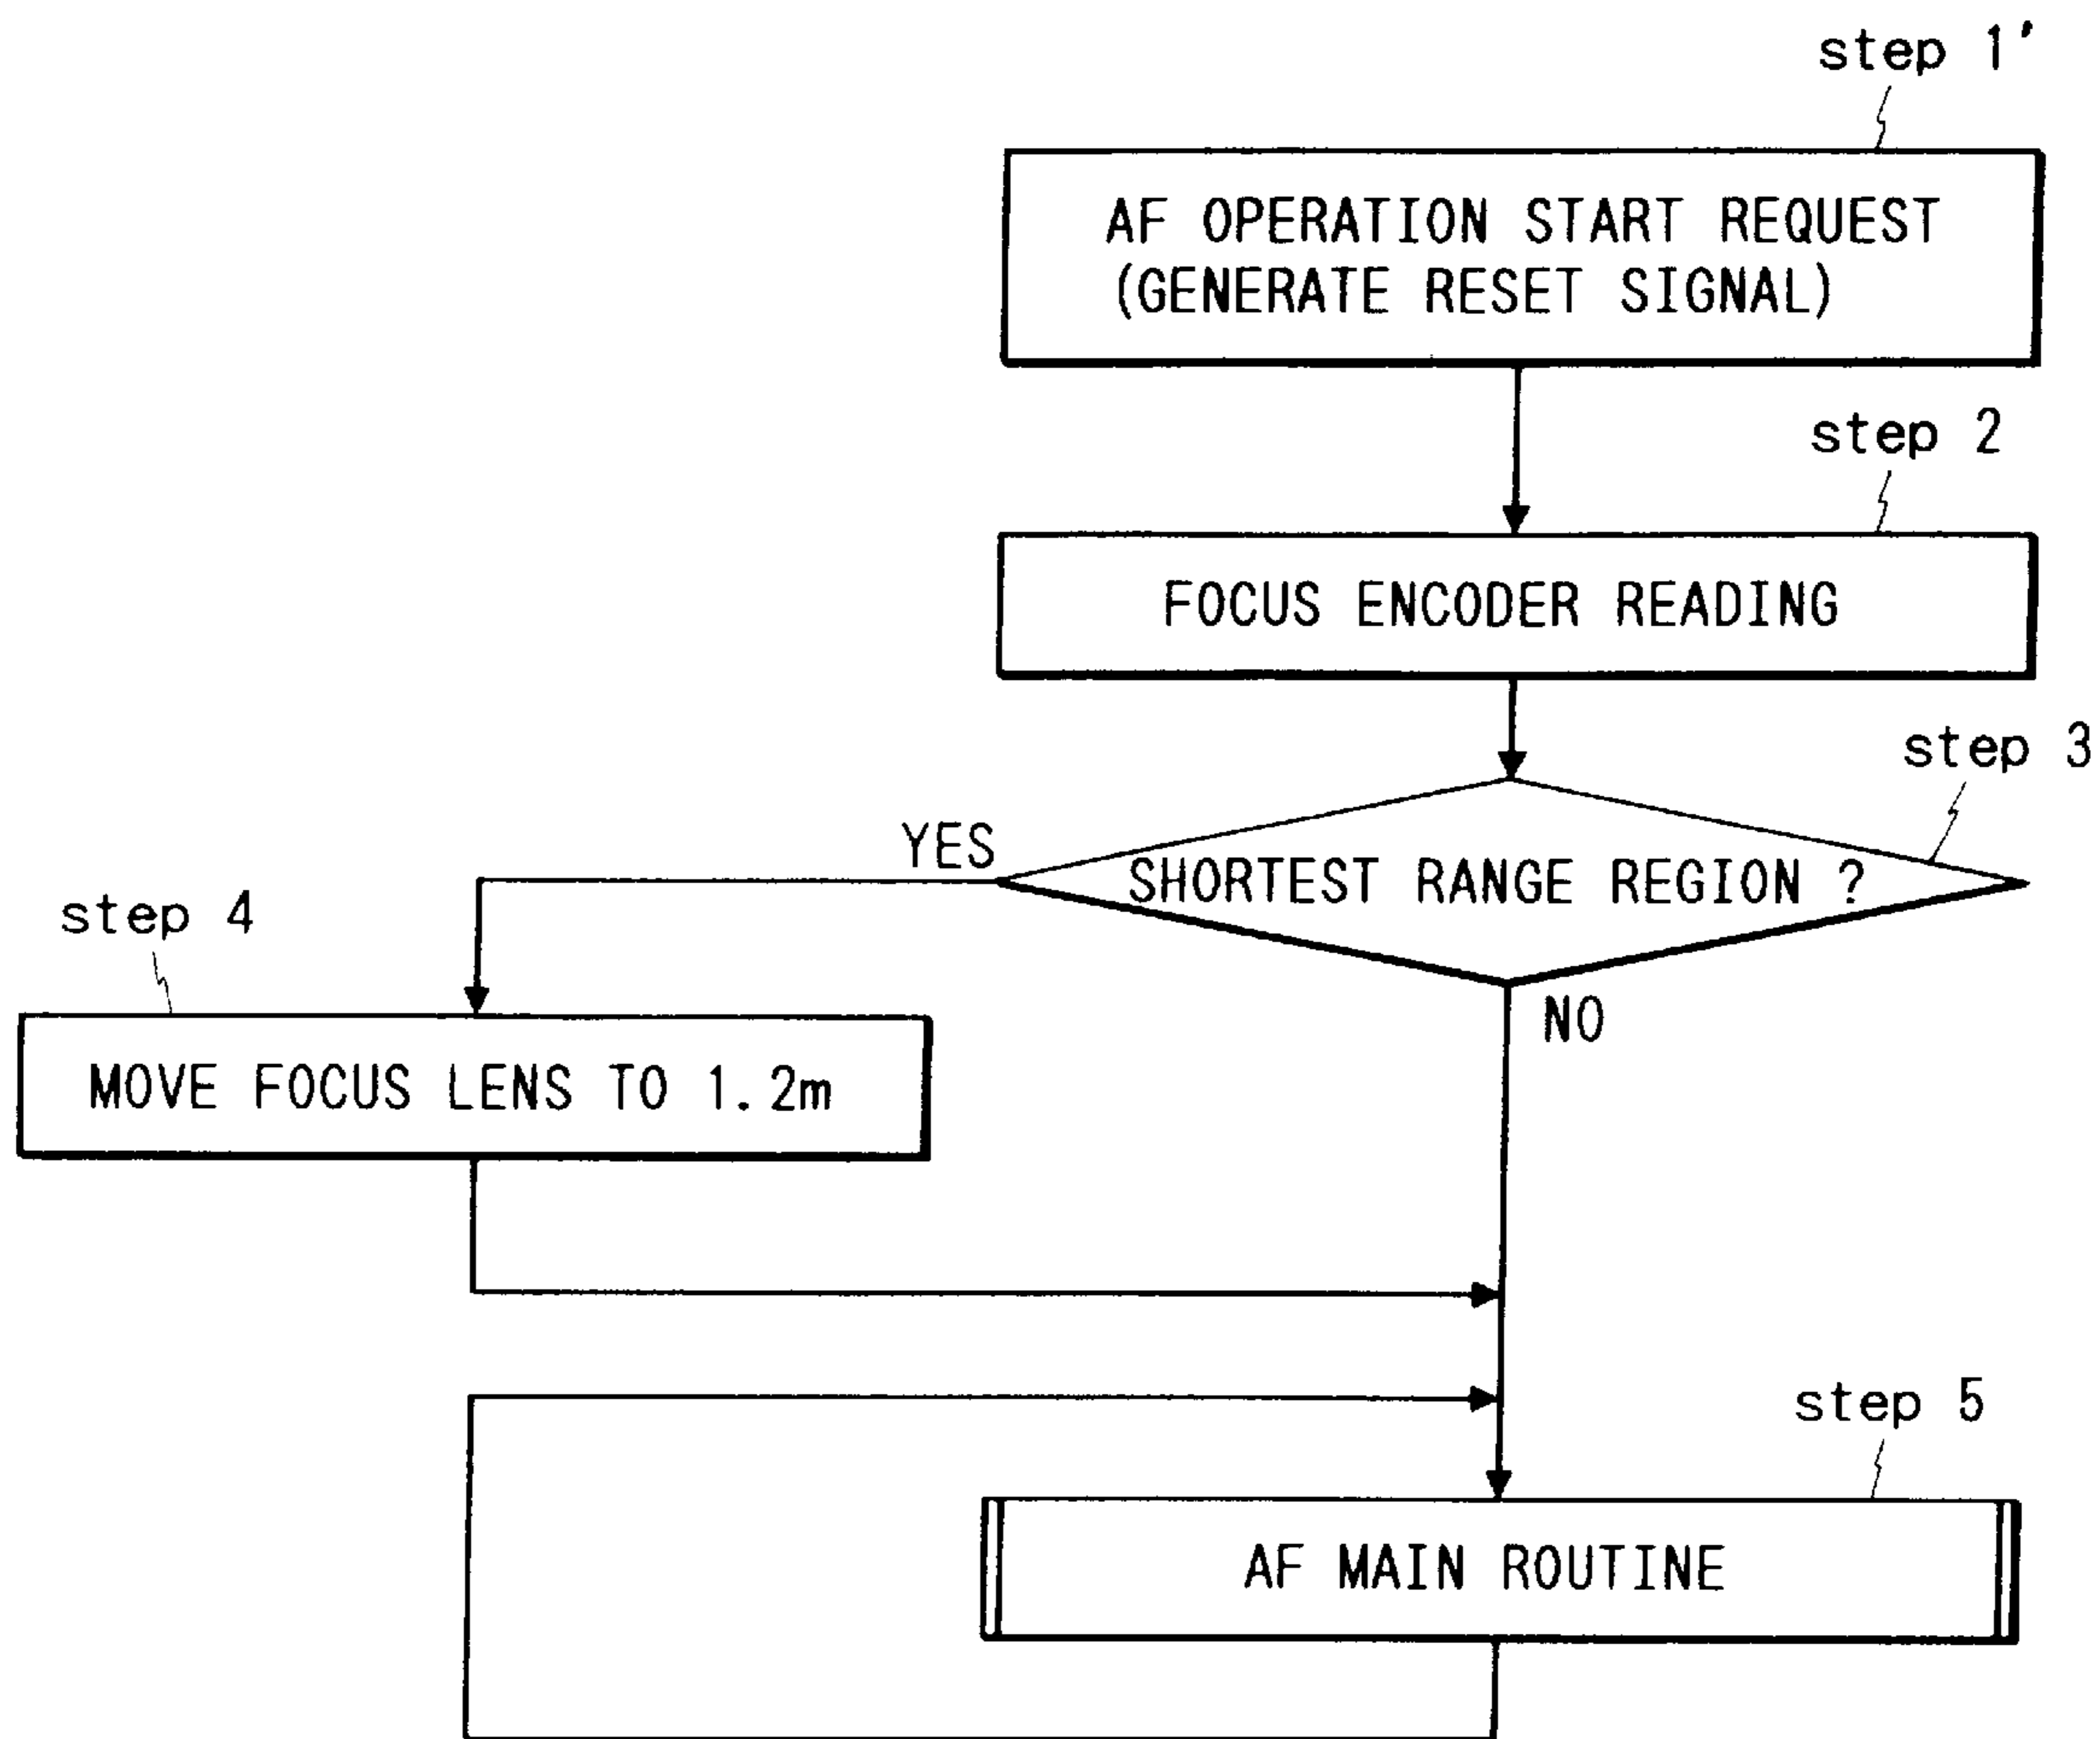 step 1'
AF OPERATION START REQUEST
(GENERATE RESET SIGNAL)
step 2
FOCUS ENCODER READING
step 3
YES
SHORTEST RANGE REGION ?
step 4
NO
MOVE FOCUS LENS TO 1.2m
step 5
AF MAIN ROUTINE